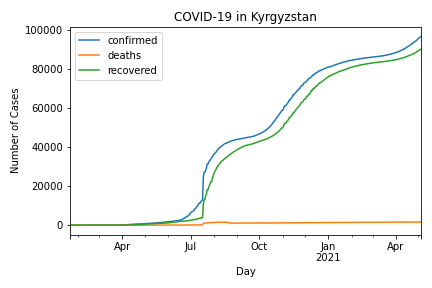 COVID-19 in Kyrgyzstan
100000
80000
60000
40000
20000
0
Number of Cases
confirmed
deaths
recovered
Apr
Jul
Oct
Jan
2021
Apr
Day